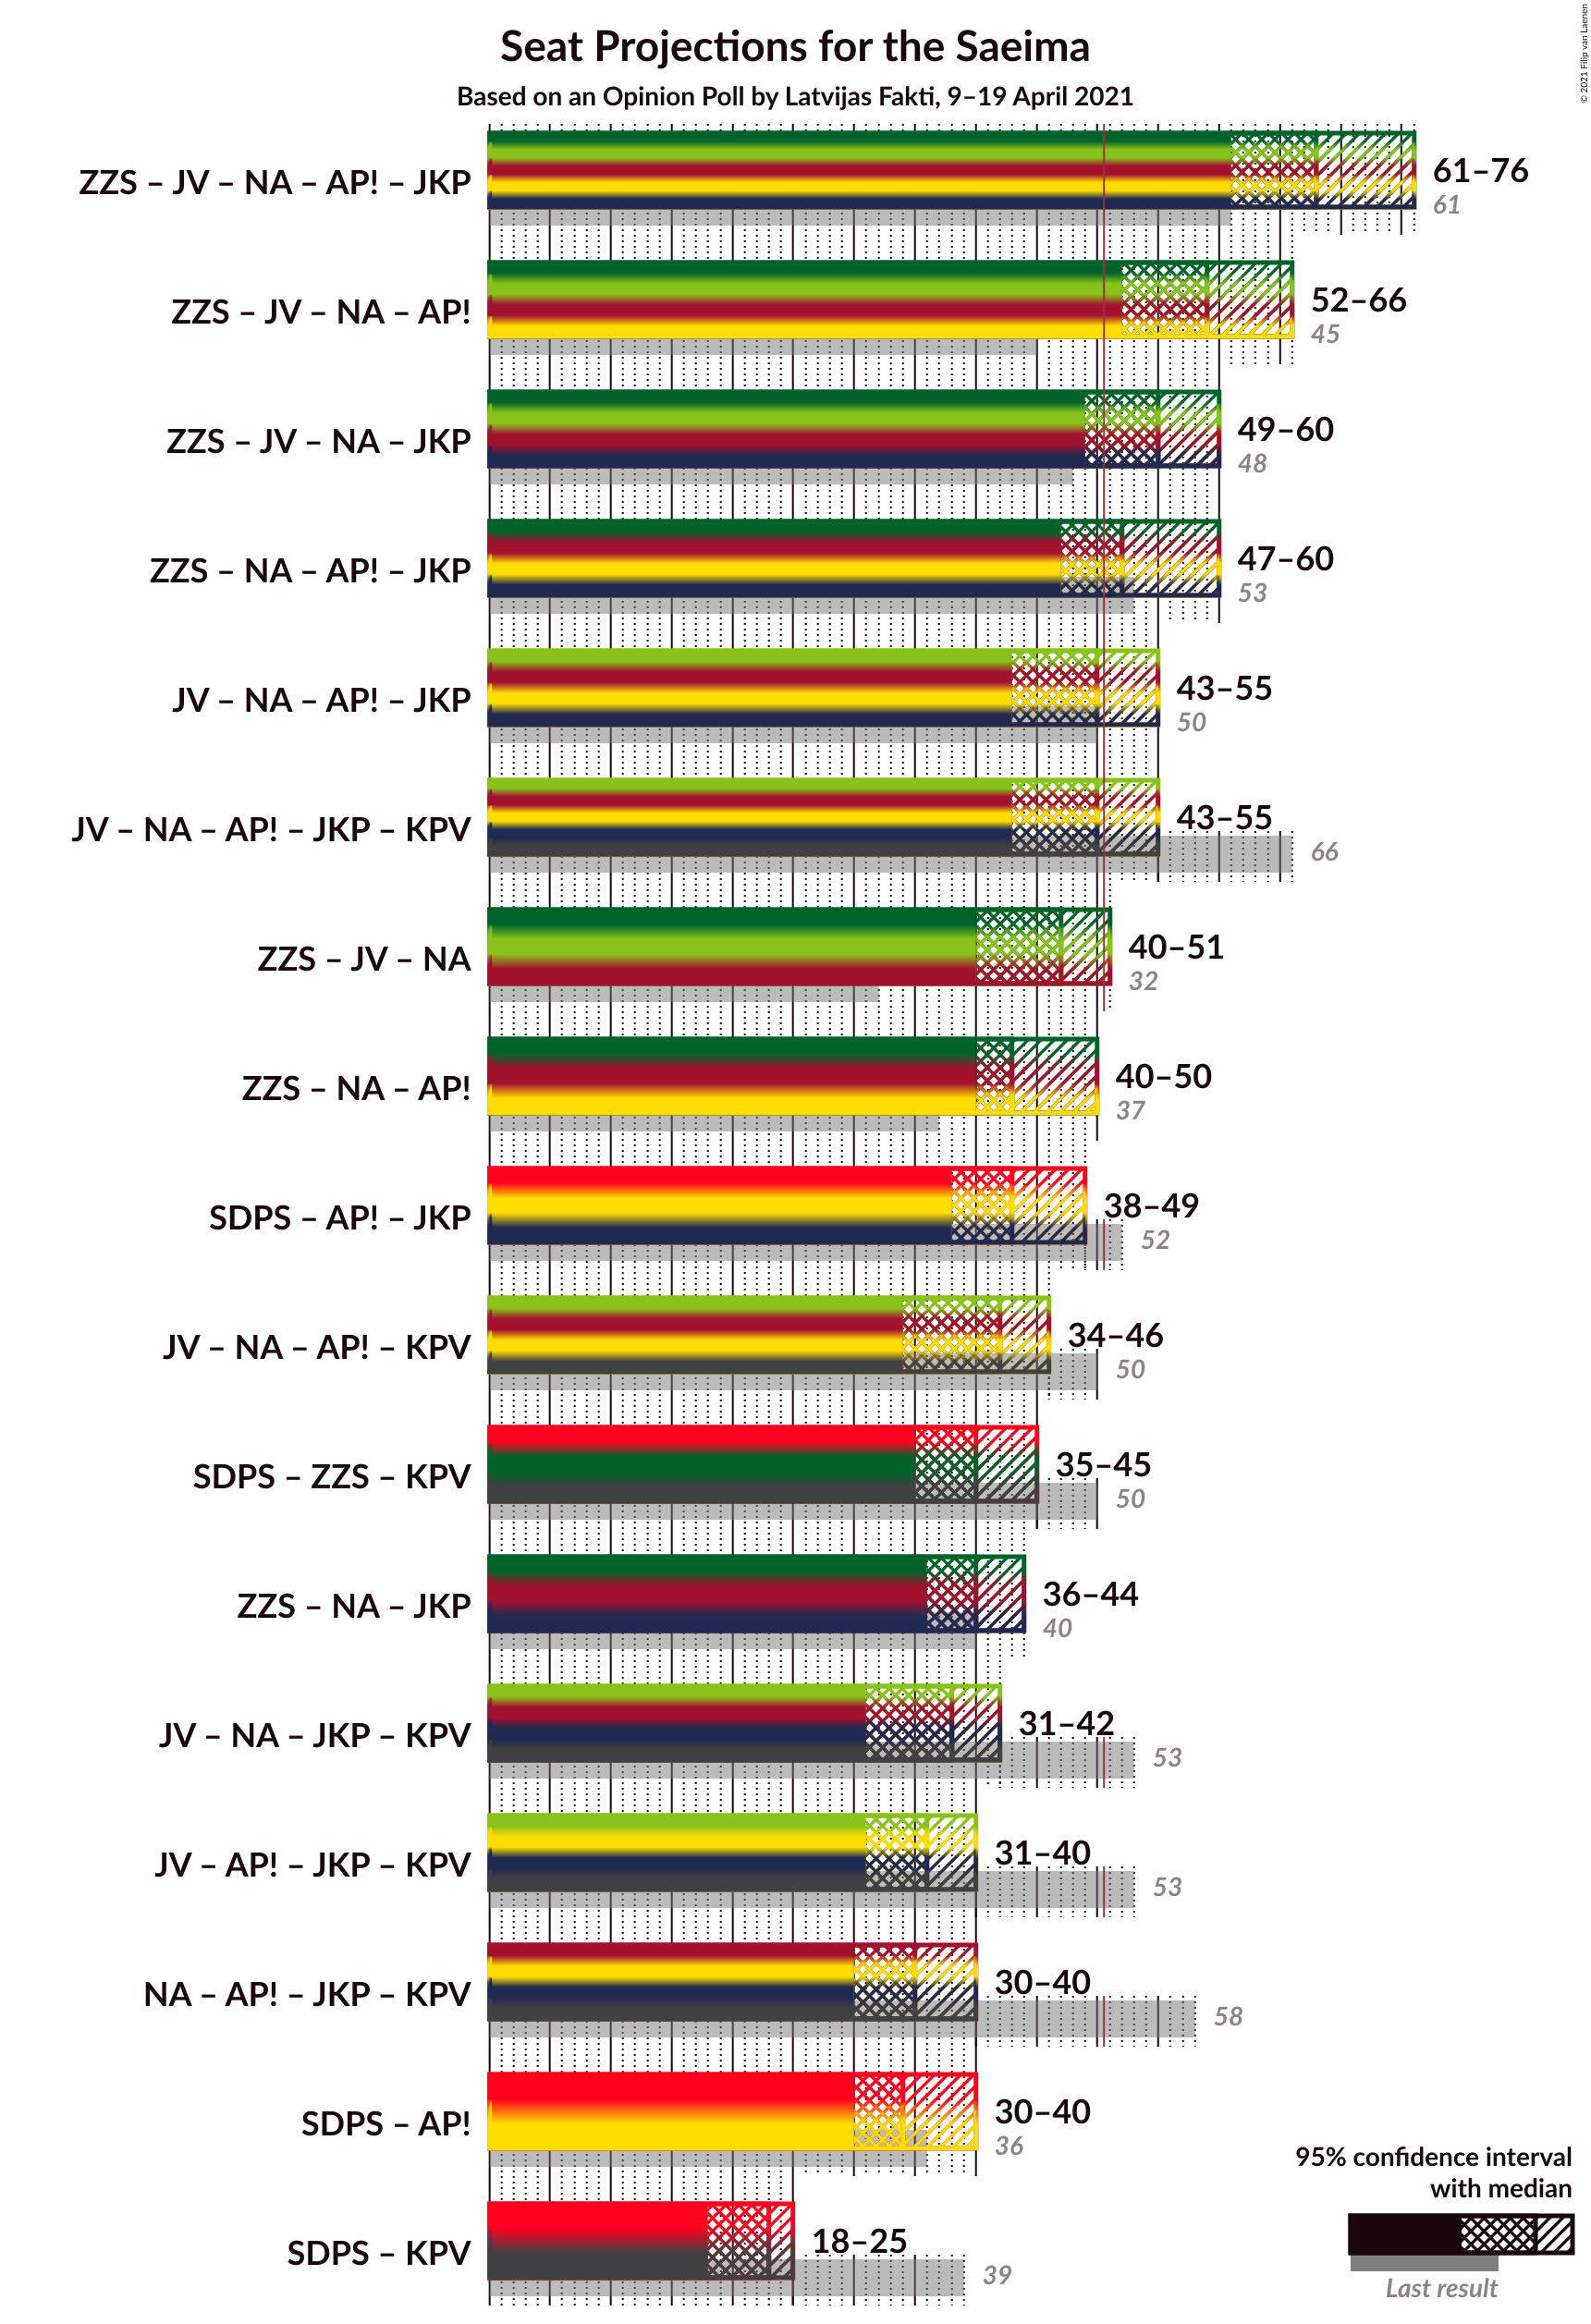 Seat Projections for the Saeima
Based on an Opinion Poll by Latvijas Fakti, 9–19 April 2021
© 2021 Filip van Laenen
ZZS – JV – NA – AP! – JKP
61–76
61
ZZS – JV – NA – AP!
52–66
45
ZZS – JV – NA – JKP
49–60
48
ZZS – NA – AP! – JKP
47–60
53
JV – NA – AP! – JKP
43–55
50
JV – NA – AP! – JKP – KPV
43–55
66
ZZS – JV – NA
40–51
32
ZZS – NA – AP!
40–50
37
SDPS – AP! – JKP
38–49
52
JV – NA – AP! – KPV
34–46
50
SDPS – ZZS – KPV
35–45
50
ZZS – NA – JKP
36–44
40
JV – NA – JKP – KPV
31–42
53
JV – AP! – JKP – KPV
31–40
53
NA – AP! – JKP – KPV
30–40
58
SDPS – AP!
30–40
36
SDPS – KPV
18–25
39
95% confidence interval
with median
Last result